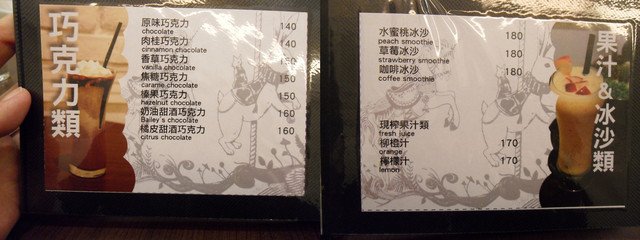 巧克力類
原味巧克力 140
chocolate
肉桂巧克力 140
cinnamon chocolate
香草巧克力 150
vanilla chocolate
焦糖巧克力 150
carame chocolate
榛果巧克力 150
hazelnut chocolate
奶油甜酒巧克力 160
Bailey's chocolate
橘皮甜酒巧克力 160
citrus chocolate
果汁&冰沙類
水蜜桃冰沙 180
peach smoothie
草莓冰沙 180
strawberry smoothie
咖啡冰沙 180
coffee smoothie
現榨果汁類
fresh juice
柳橙汁 170
orange
檸檬汁 170
lemon